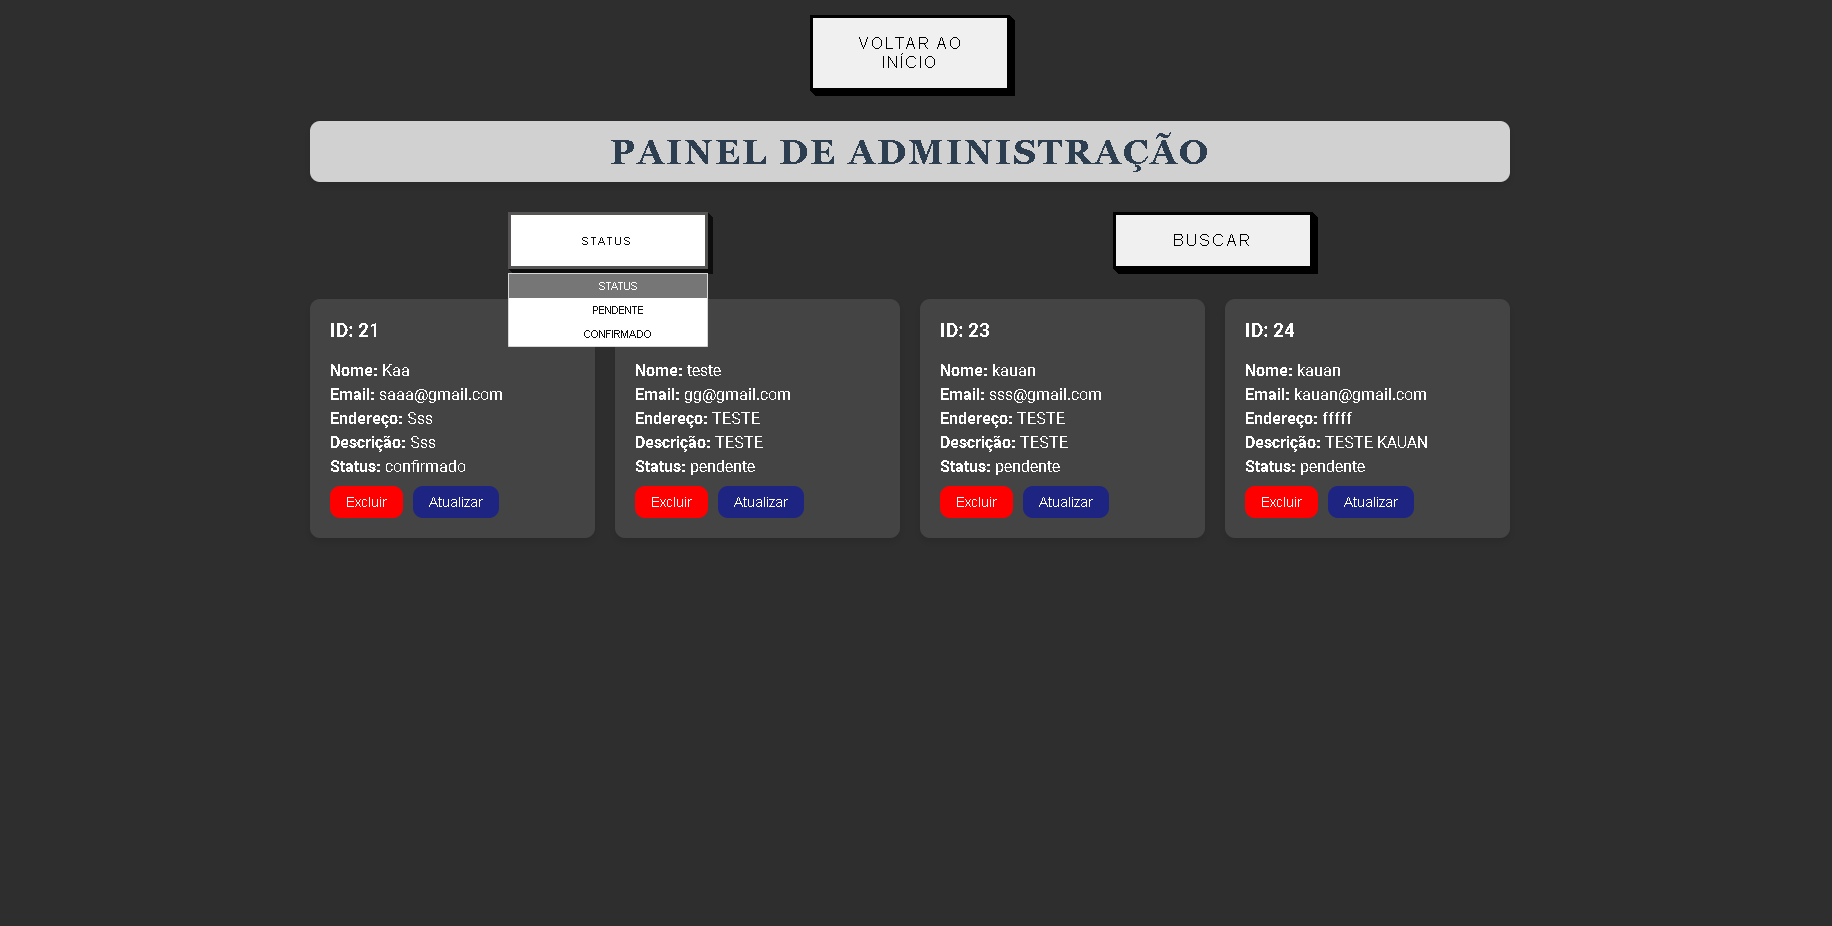 VOLTAR AO
INÍCIO
PAINEL DE ADMINISTRAÇÃO
STATUS
BUSCAR
STATUS
PENDENTE
CONFIRMADO
ID: 21
Nome: Kaa
Email: saaa@gmail.com
Endereço: Sss
Descrição: Sss
Status: confirmado
Excluir
Atualizar
Nome: teste
Email: gg@gmail.com
Endereço: TESTE
Descrição: TESTE
Status: pendente
Excluir
Atualizar
ID: 23
Nome: kauan
Email: sss@gmail.com
Endereço: TESTE
Descrição: TESTE
Status: pendente
Excluir
Atualizar
ID: 24
Nome: kauan
Email: kauan@gmail.com
Endereço: fffff
Descrição: TESTE KAUAN
Status: pendente
Excluir
Atualizar